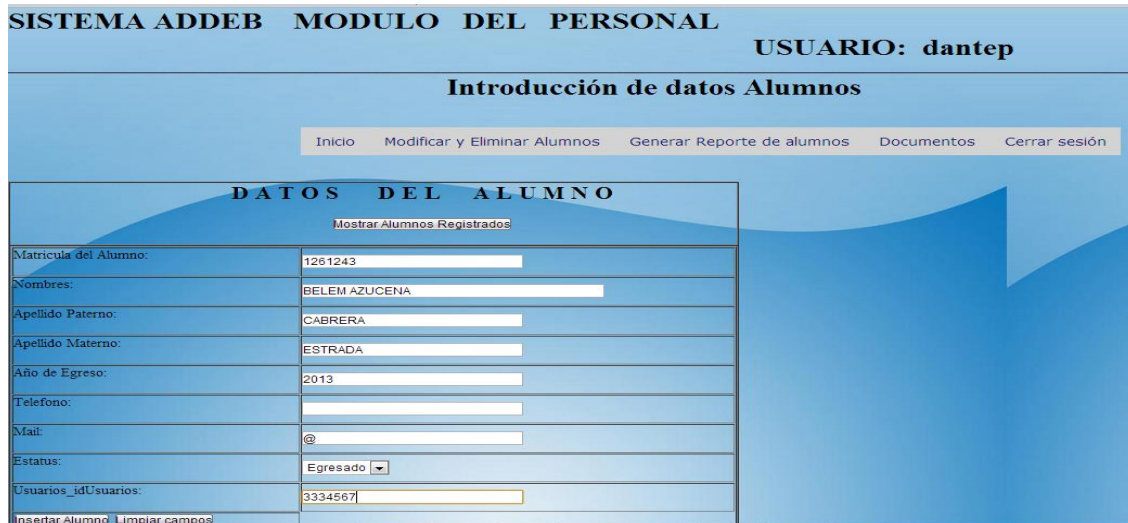 SISTEMA ADDEB MODULO DEL PERSONAL
USUARIO: dantep
Introducción de datos Alumnos
Inicio Modificar y Eliminar Alumnos Generar Reporte de alumnos Documentos Cerrar sesión
DATOS DEL ALUMNO
Mostrar Alumnos Registrados
Matricula del Alumno: 1261243
Nombres: BELEM AZUCENA
Apellido Paterno: CABRERA
Apellido Materno: ESTRADA
Año de Egreso: 2013
Telefono:
Mail: @
Estatus: Egresado
Usuarios_idUsuarios: 3334567
Insertar Alumno Limpiar campos